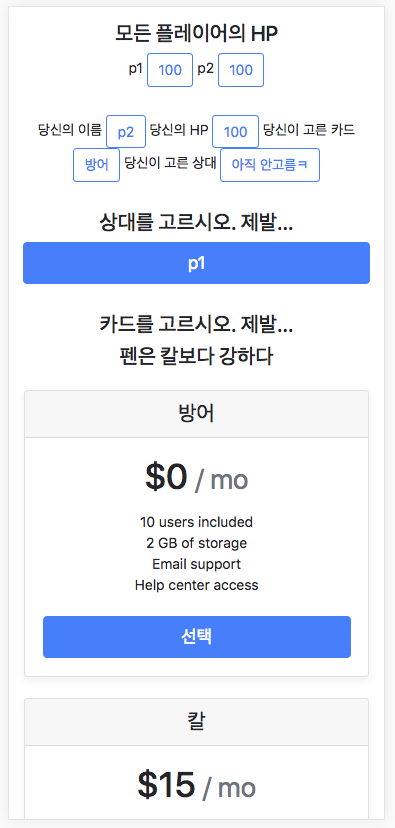 모든 플레이어의 HP
p1 100 p2 100
당신의 이름 p2 당신의 HP 100 당신이 고른 카드
방어 당신이 고른 상대 아직 안고름ㅋ
상대를 고르시오. 제발...
p1
카드를 고르시오. 제발...
펜은 칼보다 강하다
방어
$0 / mo
10 users included
2 GB of storage
Email support
Help center access
선택
칼
$15 / mo